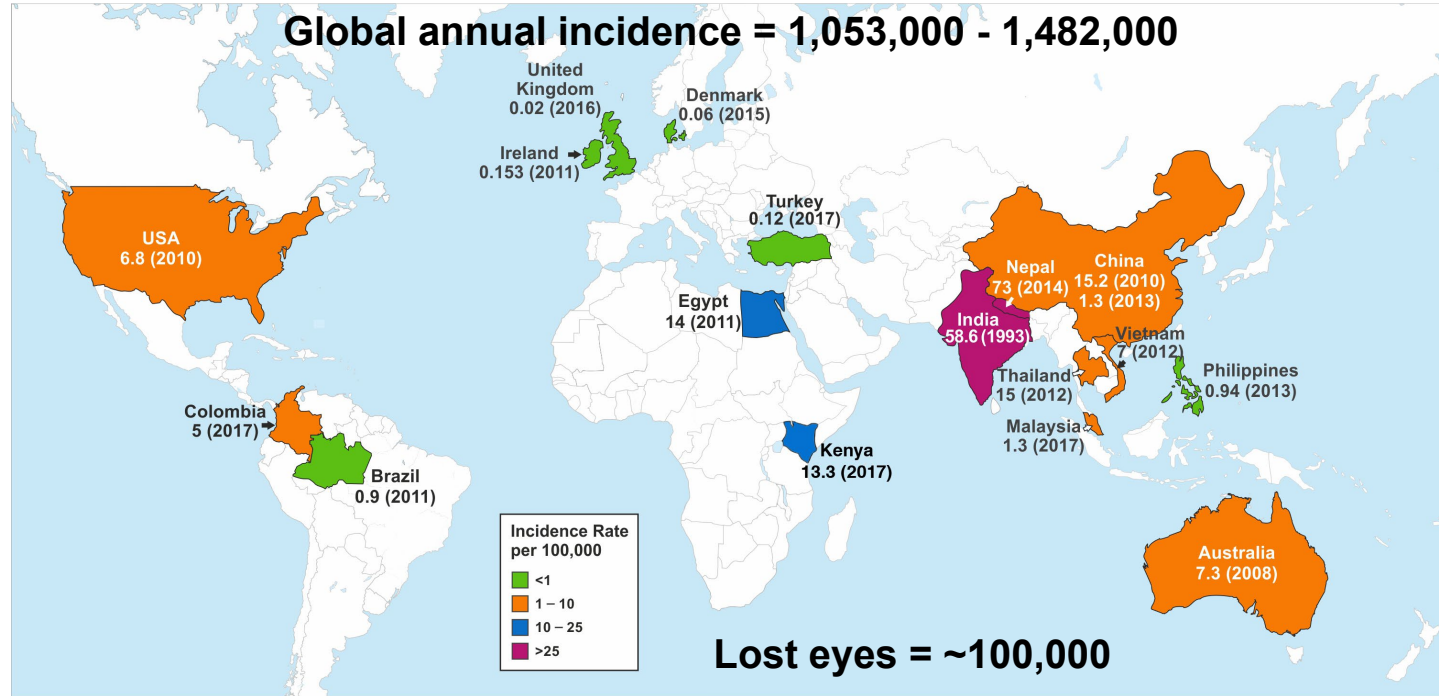 Global annual incidence = 1,053,000 - 1,482,000
United
Kingdom
0.02 (2016)
Denmark
0.06 (2015)
Ireland
0.153 (2011)
Turkey
0.12 (2017)
USA
6.8 (2010)
Nepal
73 (2014)
China
15.2 (2010)
1.3 (2013)
Egypt
14 (2011)
India
58.6 (1993)
Vietnam
7 (2012)
Thailand
15 (2012)
Philippines
0.94 (2013)
Malaysia
1.3 (2017)
Colombia
5 (2017)
Brazil
0.9 (2011)
Kenya
13.3 (2017)
Incidence Rate
per 100,000
<1
1 – 10
10 – 25
>25
Australia
7.3 (2008)
Lost eyes = ~100,000